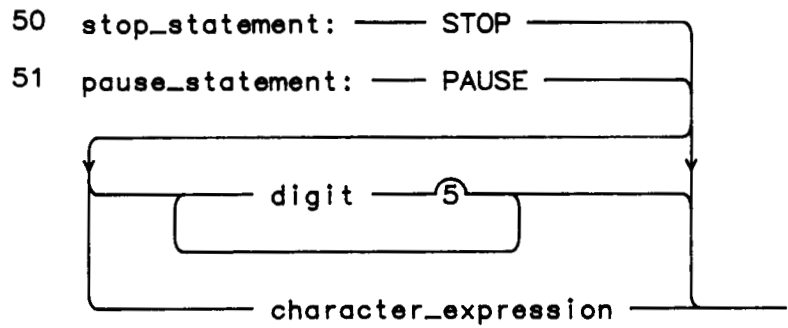 50 stop_statement: STOP
51 pause_statement: PAUSE
digit 5
character_expression